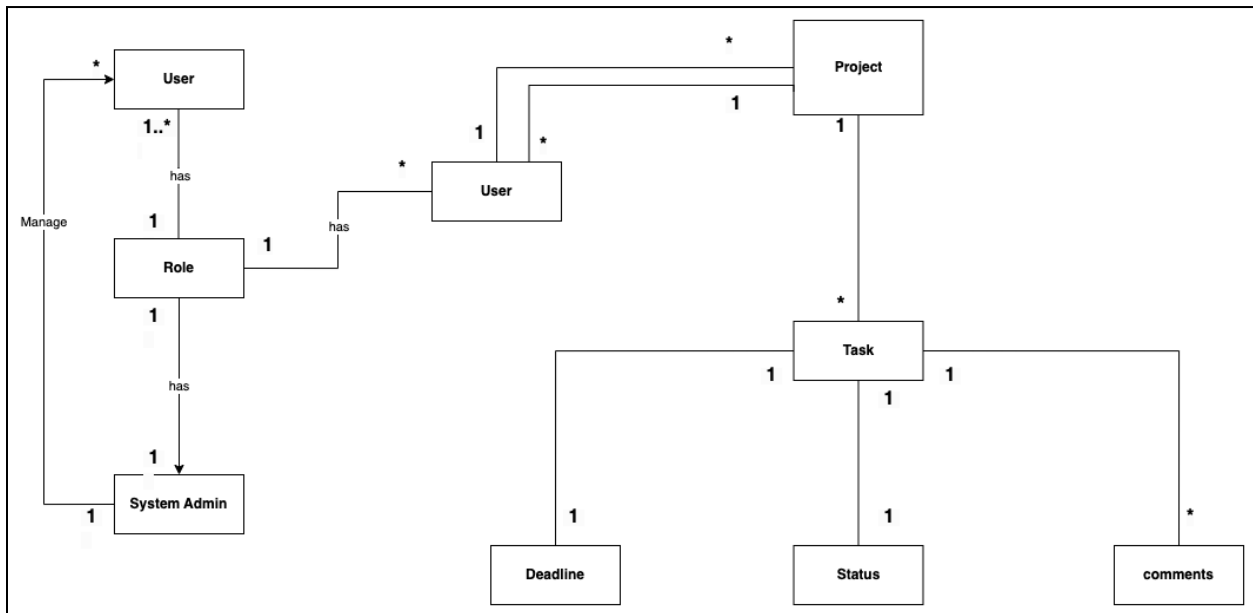 *
User
*
Project
1..*
1
1
1
*
has
*
User
Manage
has
1
1
Role
1
*
Task
1
1
1
has
1
System Admin
1
1
1
*
Deadline
Status
comments